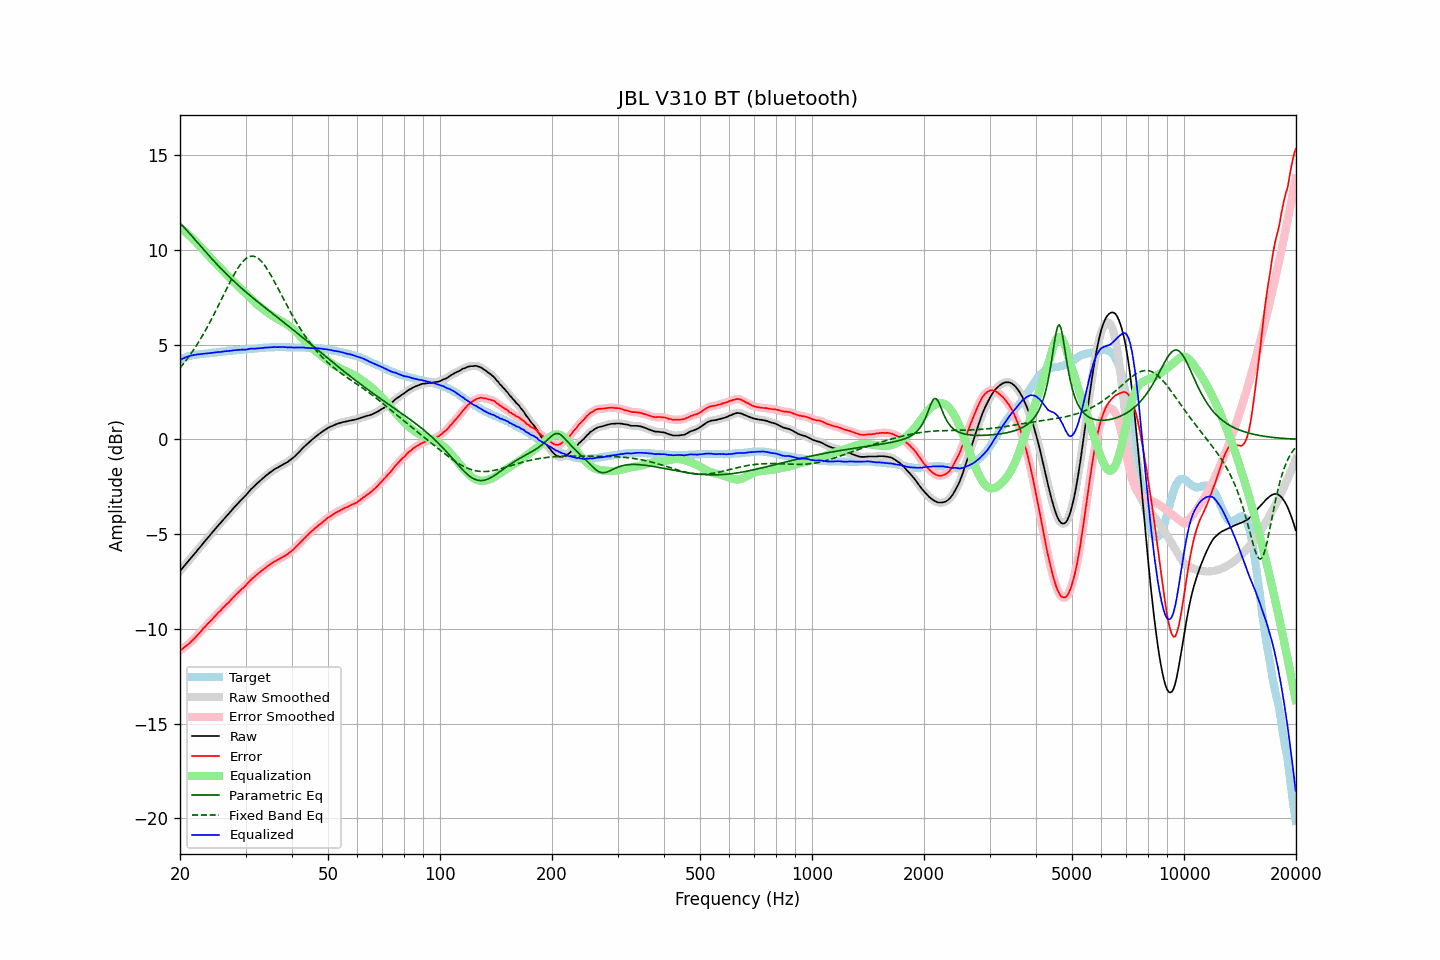 JBL V310 BT (bluetooth)
Amplitude (dBr)
15
10
5
0
−5
−10
−15
−20
Target
Raw Smoothed
Error Smoothed
Raw
Error
Equalization
Parametric Eq
Fixed Band Eq
Equalized
20
50
100
200
500
1000
2000
5000
10000
20000
Frequency (Hz)